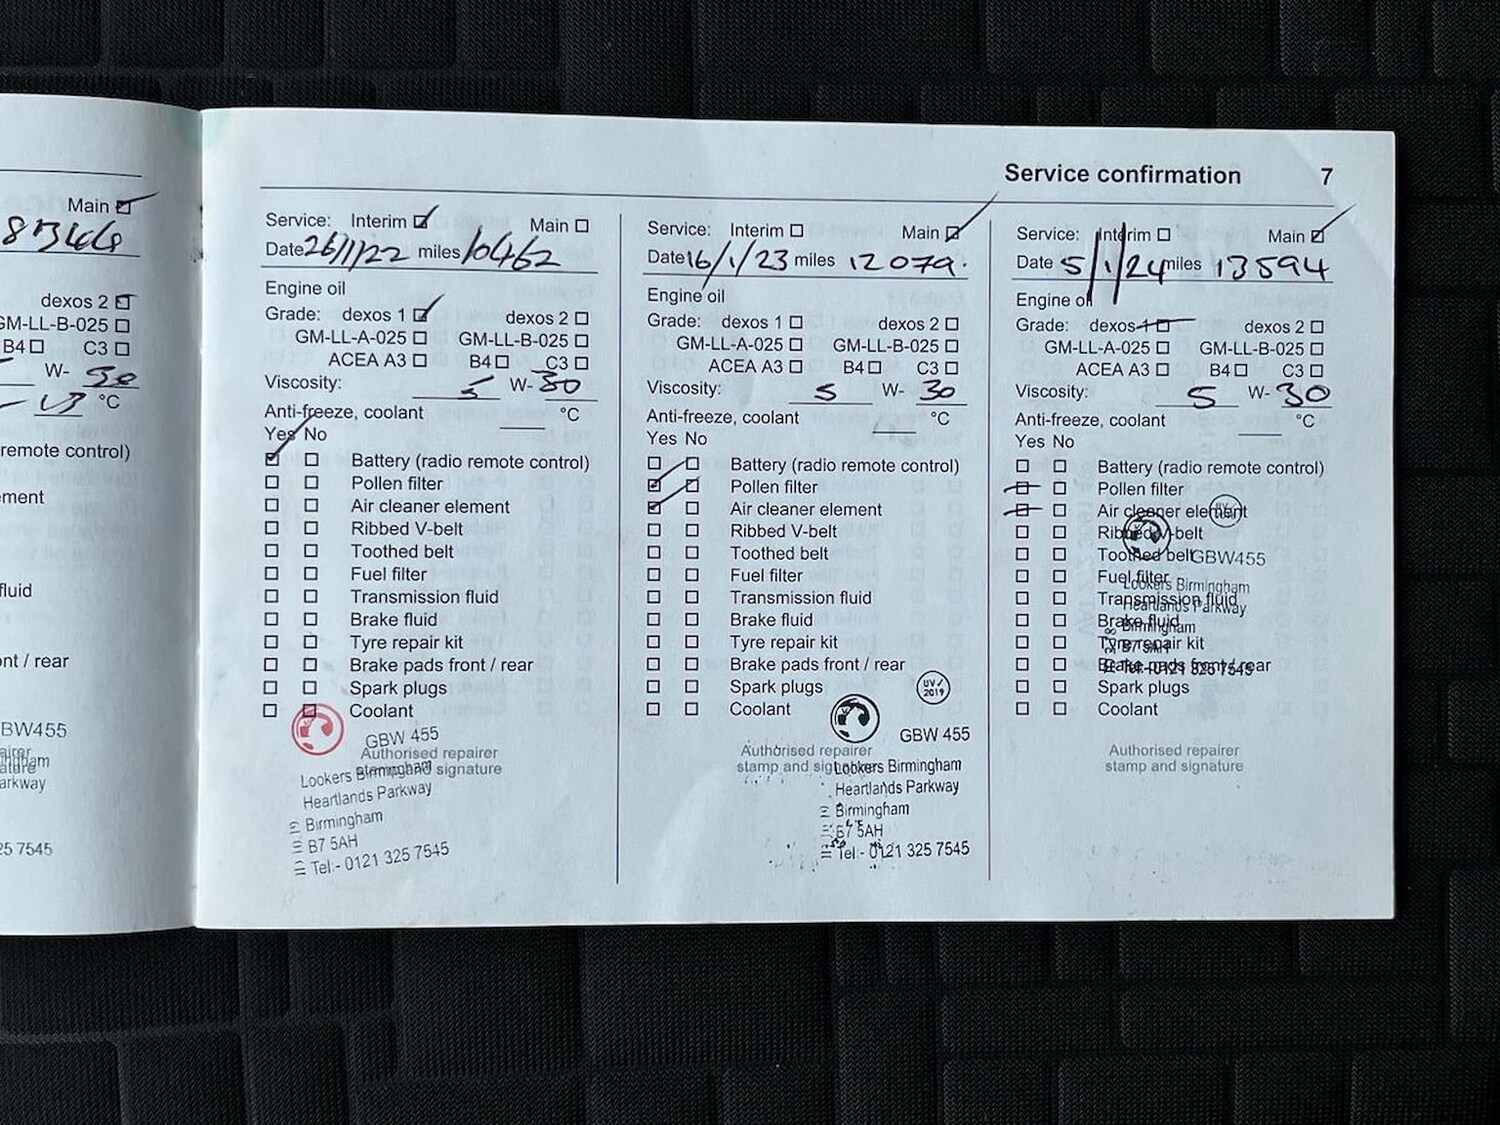 Main
dexos 2
GM-LL-B-025
B4 C3
W- 30
°C
remote control)
ement
fluid
ont / rear
BW455
arkway
25 7545
Service confirmation 7
Service: Interim Main
Date 26/1/22 miles 10462
Engine oil
Grade: dexos 1 dexos 2
GM-LL-A-025 GM-LL-B-025
ACEA A3 B4 C3
Viscosity: 5 W- 30
Anti-freeze, coolant °C
Yes No
Battery (radio remote control)
Pollen filter
Air cleaner element
Ribbed V-belt
Toothed belt
Fuel filter
Transmission fluid
Brake fluid
Tyre repair kit
Brake pads front / rear
Spark plugs
Coolant
GBW 455
Authorised repairer
stamp and signature
Lookers Birmingham
Heartlands Parkway
Birmingham
B7 5AH
Tel:- 0121 325 7545
Service: Interim Main
Date 16/1/23 miles 12079.
Engine oil
Grade: dexos 1 dexos 2
GM-LL-A-025 GM-LL-B-025
ACEA A3 B4 C3
Viscosity: 5 W- 30
Anti-freeze, coolant °C
Yes No
Battery (radio remote control)
Pollen filter
Air cleaner element
Ribbed V-belt
Toothed belt
Fuel filter
Transmission fluid
Brake fluid
Tyre repair kit
Brake pads front / rear
Spark plugs
Coolant
UV✓
2019
GBW 455
Authorised repairer
stamp and signature
Lookers Birmingham
Heartlands Parkway
Birmingham
B7 5AH
Tel:- 0121 325 7545
Service: Interim Main
Date 5/1/24 miles 13594
Engine oil
Grade: dexos 1 dexos 2
GM-LL-A-025 GM-LL-B-025
ACEA A3 B4 C3
Viscosity: 5 W- 30
Anti-freeze, coolant °C
Yes No
Battery (radio remote control)
Pollen filter
Air cleaner element
Ribbed V-belt
Toothed belt
GBW455
Fuel filter
Lookers Birmingham
Transmission fluid
Heartlands Parkway
Brake fluid
Birmingham
Tyre repair kit
B7 5AH
Brake pads front / rear
Tel:- 0121 325 7545
Spark plugs
Coolant
Authorised repairer
stamp and signature